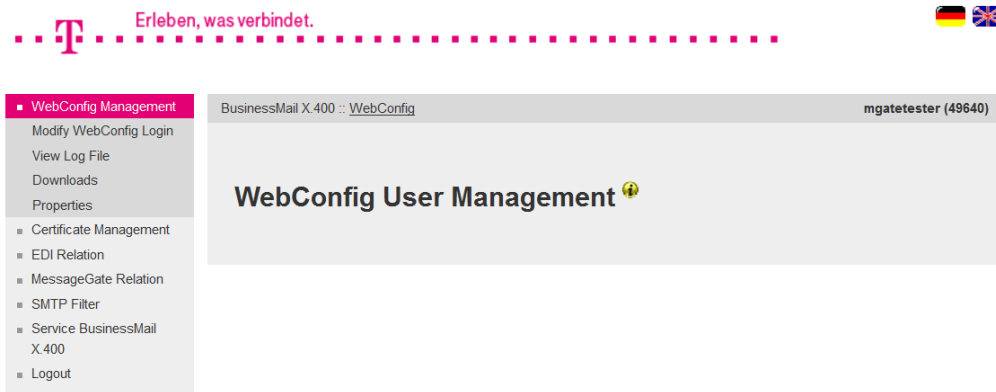 Erleben, was verbindet.
T
WebConfig Management
Modify WebConfig Login
View Log File
Downloads
Properties
Certificate Management
EDI Relation
MessageGate Relation
SMTP Filter
Service BusinessMail
X.400
Logout
BusinessMail X.400 :: WebConfig
mgatetester (49640)
WebConfig User Management